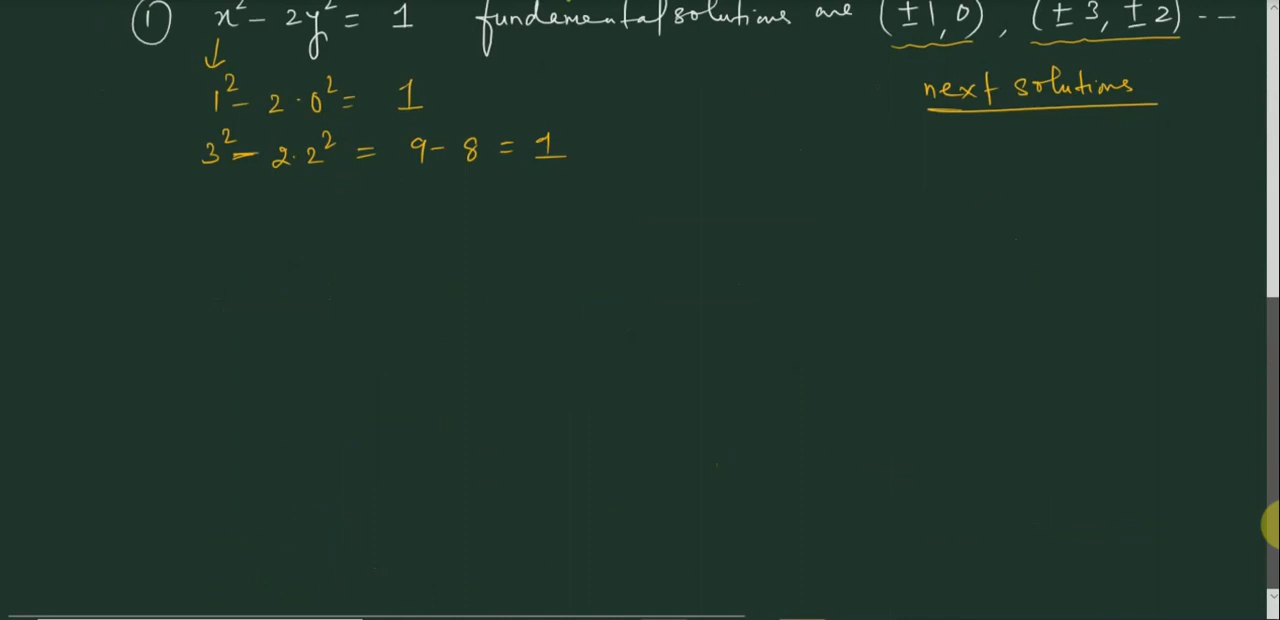 ① x² - 2y² = 1 fundamental solutions are (±1, 0), (±3, ±2) --
1² - 2·0² = 1
next solutions
3² - 2·2² = 9 - 8 = 1